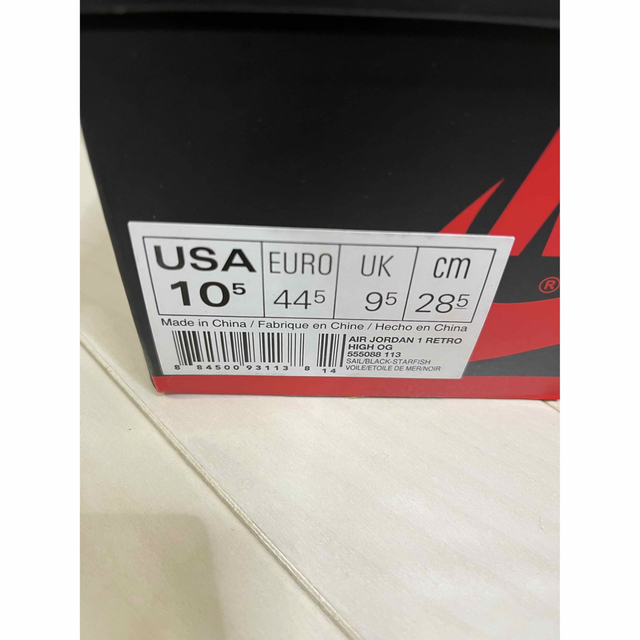 USA EURO UK cm
10⁵ 44⁵ 9⁵ 28⁵
Made in China / Fabrique en Chine / Hecho en China
AIR JORDAN 1 RETRO
HIGH OG
555088 113
SAIL/BLACK-STARFISH
VOILE/ETOILE DE MER/NOIR
8 84500 93113 8 14
®